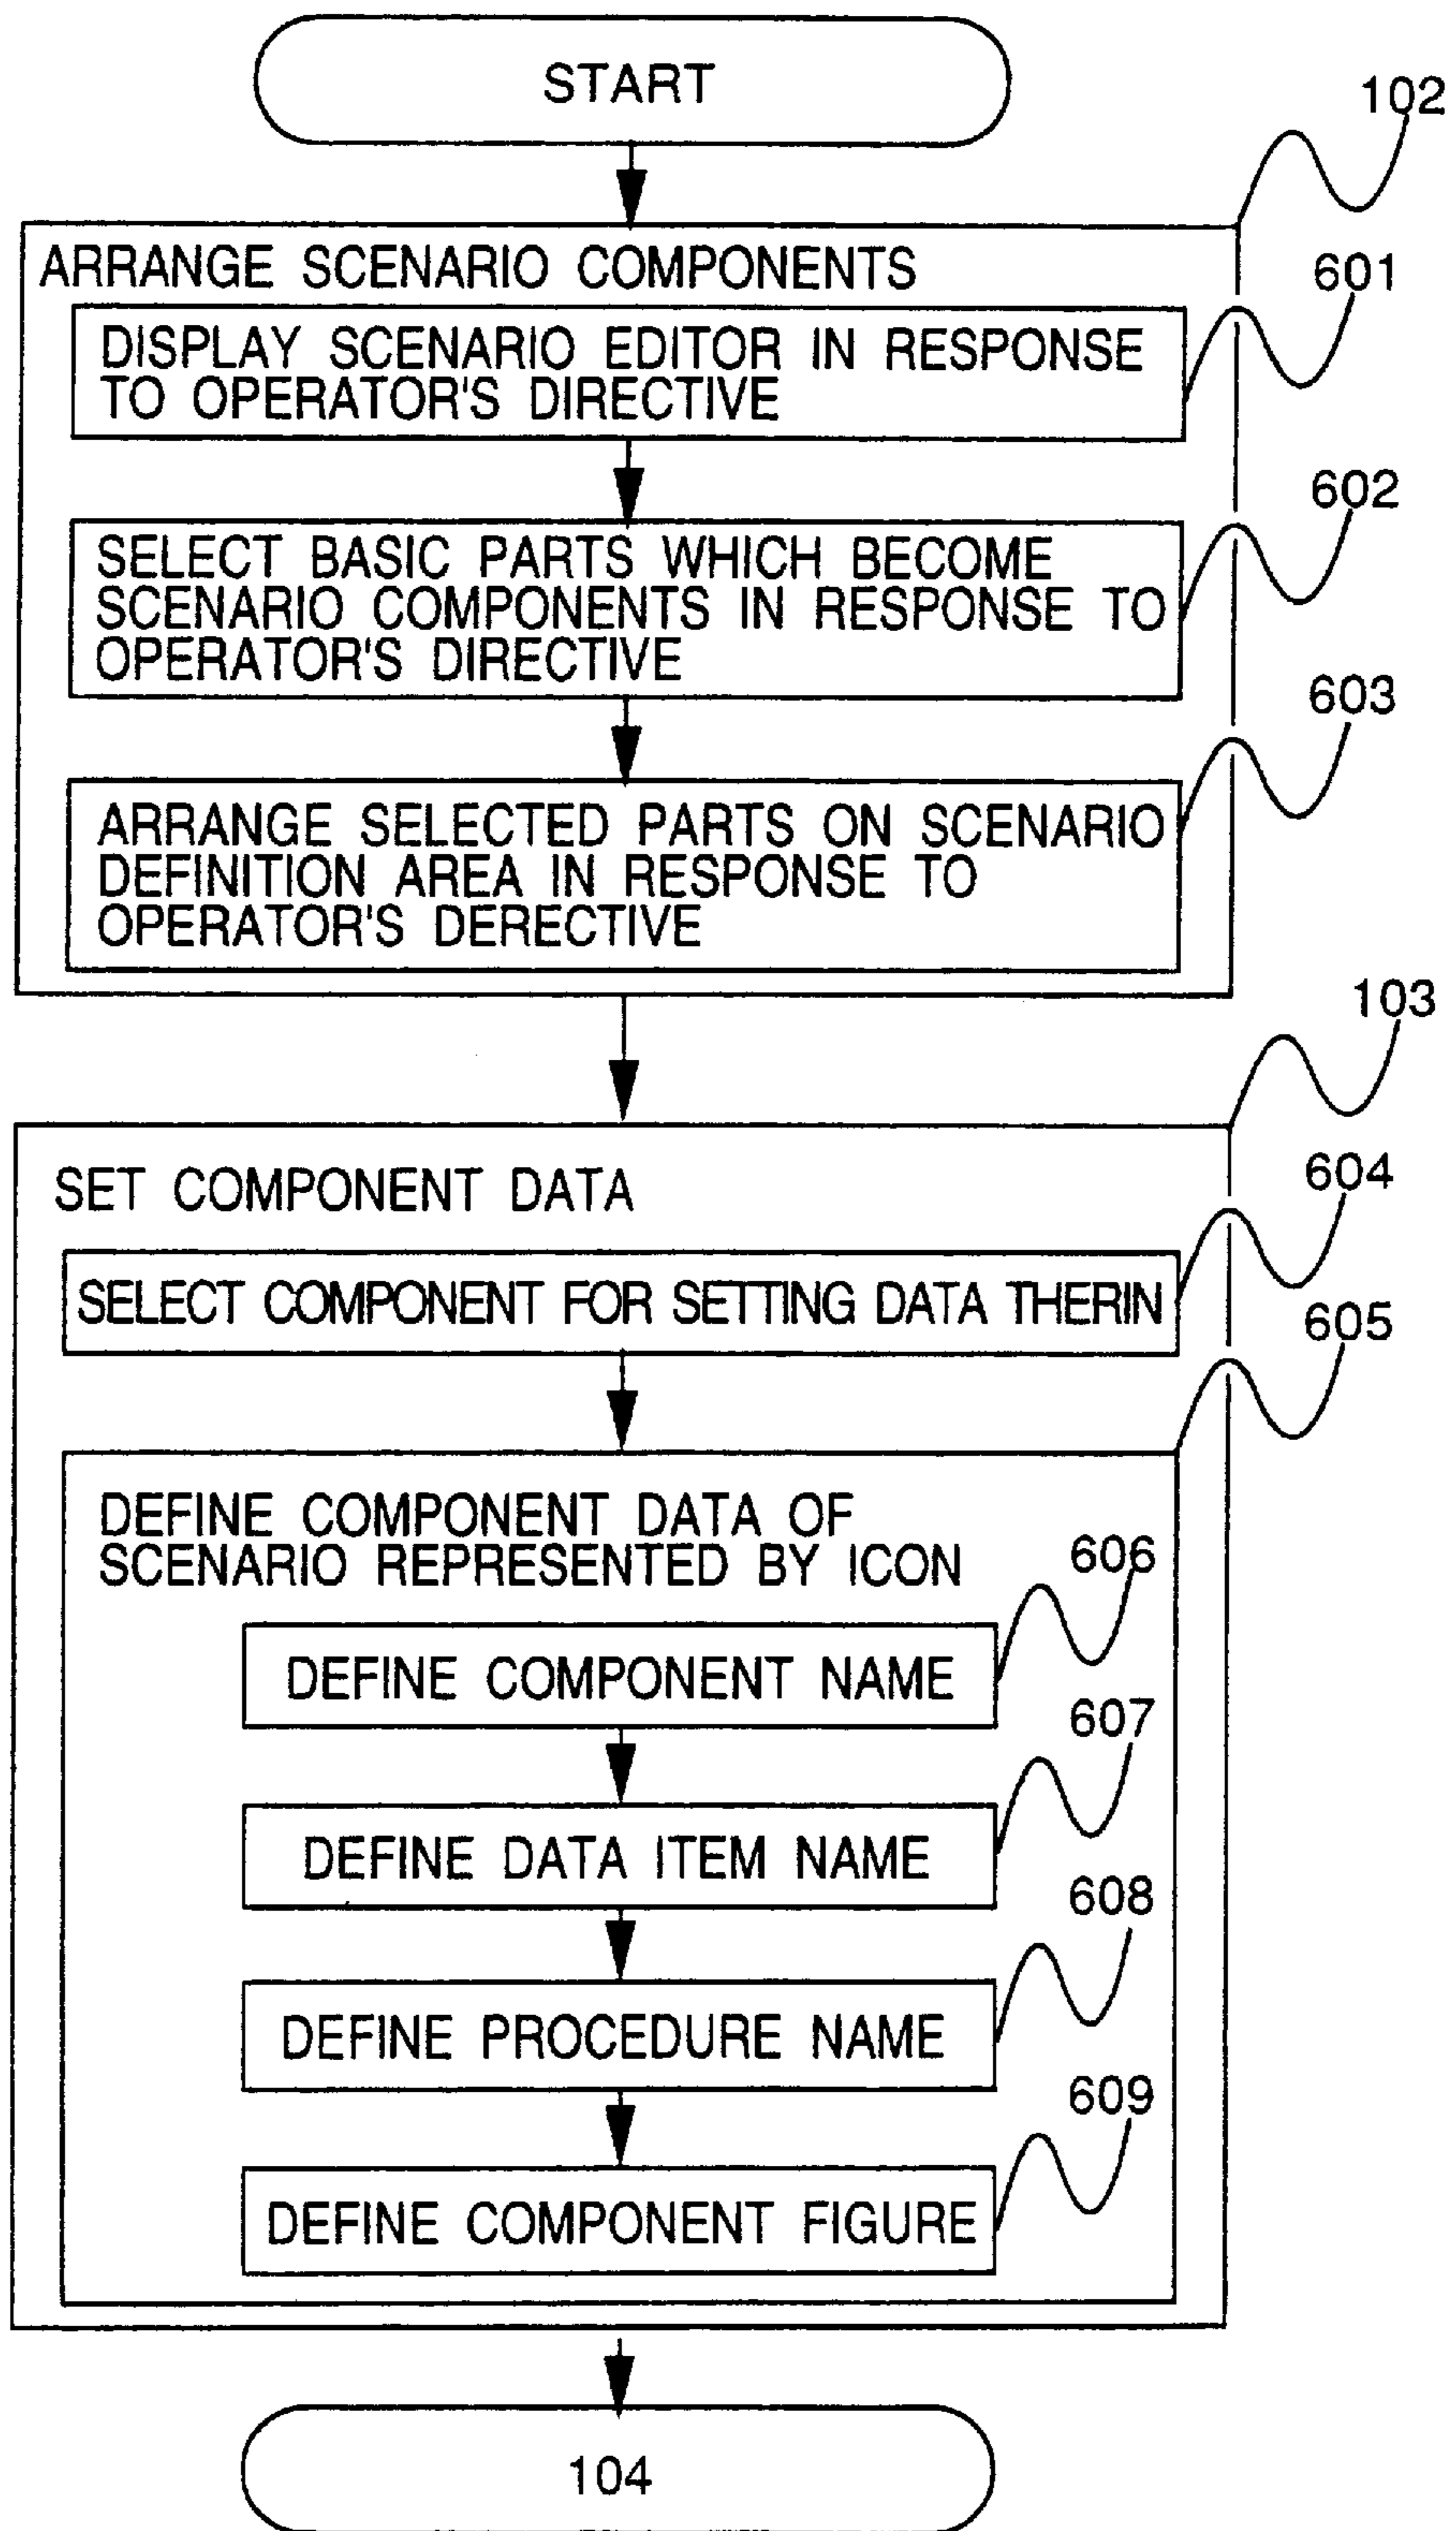 START
102
ARRANGE SCENARIO COMPONENTS
601
DISPLAY SCENARIO EDITOR IN RESPONSE
TO OPERATOR'S DIRECTIVE
602
SELECT BASIC PARTS WHICH BECOME
SCENARIO COMPONENTS IN RESPONSE TO
OPERATOR'S DIRECTIVE
603
ARRANGE SELECTED PARTS ON SCENARIO
DEFINITION AREA IN RESPONSE TO
OPERATOR'S DERECTIVE
103
SET COMPONENT DATA
604
SELECT COMPONENT FOR SETTING DATA THERIN
605
DEFINE COMPONENT DATA OF
SCENARIO REPRESENTED BY ICON
606
DEFINE COMPONENT NAME
607
DEFINE DATA ITEM NAME
608
DEFINE PROCEDURE NAME
609
DEFINE COMPONENT FIGURE
104